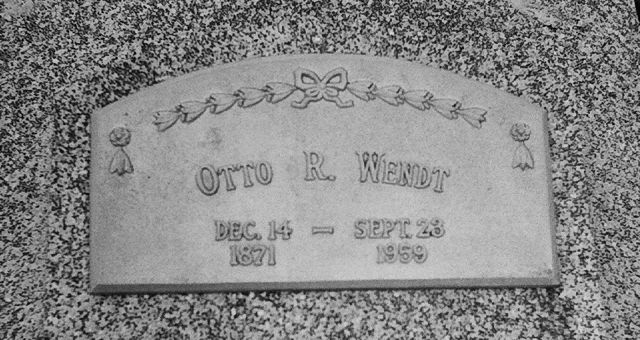 OTTO R. WENDT
DEC. 14 — SEPT. 23
1871 1959